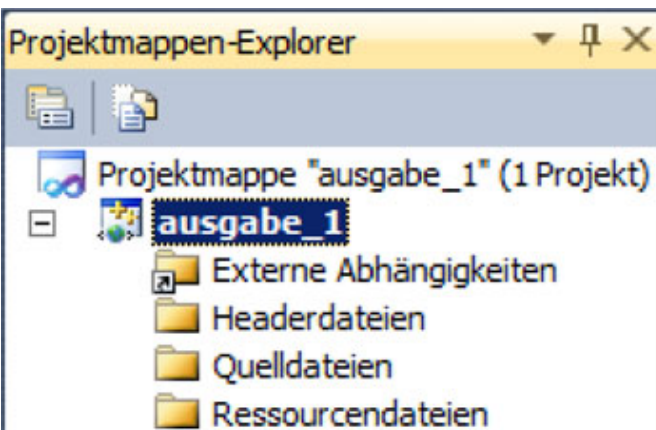 Projektmappen-Explorer
Projektmappe "ausgabe_1" (1 Projekt)
ausgabe_1
Externe Abhängigkeiten
Headerdateien
Quelldateien
Ressourcendateien